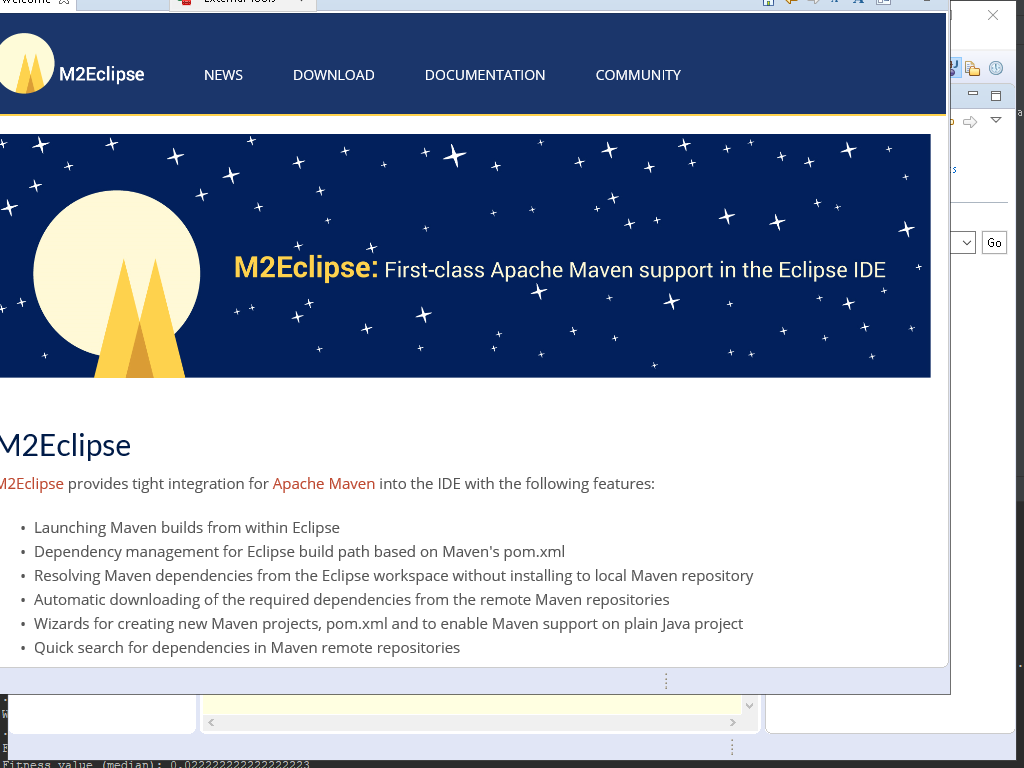 External Tools
M2Eclipse
NEWS
DOWNLOAD
DOCUMENTATION
COMMUNITY
M2Eclipse: First-class Apache Maven support in the Eclipse IDE
Go
M2Eclipse
M2Eclipse provides tight integration for Apache Maven into the IDE with the following features:
• Launching Maven builds from within Eclipse
• Dependency management for Eclipse build path based on Maven's pom.xml
• Resolving Maven dependencies from the Eclipse workspace without installing to local Maven repository
• Automatic downloading of the required dependencies from the remote Maven repositories
• Wizards for creating new Maven projects, pom.xml and to enable Maven support on plain Java project
• Quick search for dependencies in Maven remote repositories
Fitness value (median): 0.022222222222222223